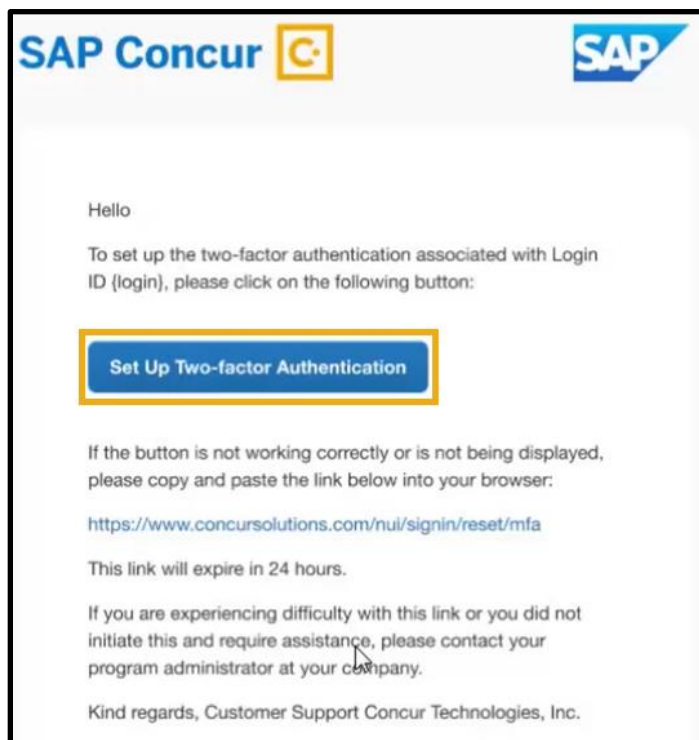 SAP Concur C
SAP
Hello
To set up the two-factor authentication associated with Login
ID {login}, please click on the following button:
Set Up Two-factor Authentication
If the button is not working correctly or is not being displayed,
please copy and paste the link below into your browser:
https://www.concursolutions.com/nui/signin/reset/mfa
This link will expire in 24 hours.
If you are experiencing difficulty with this link or you did not
initiate this and require assistance, please contact your
program administrator at your company.
Kind regards, Customer Support Concur Technologies, Inc.